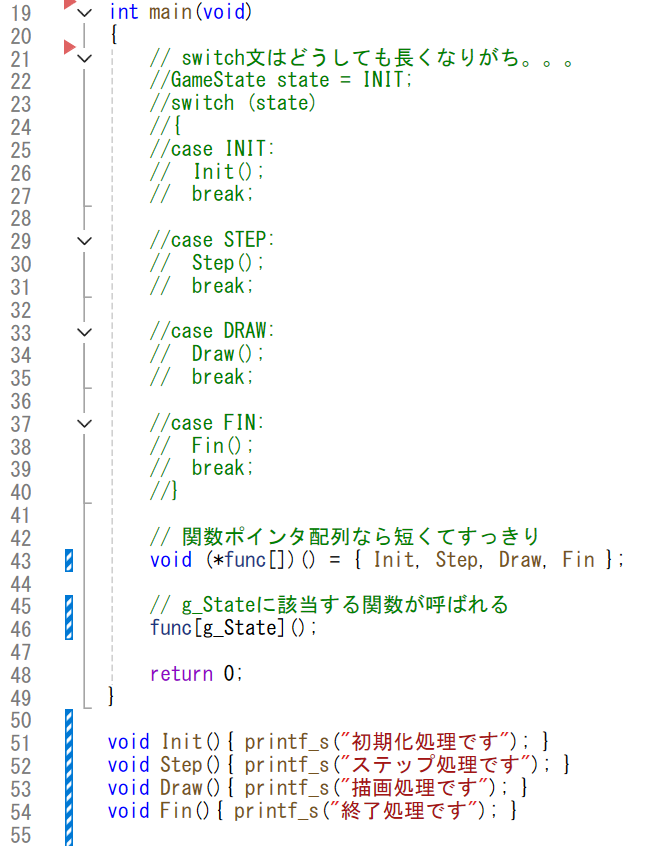 19 int main(void)
20 {
21 // switch文はどうしても長くなりがち。。。
22 //GameState state = INIT;
23 //switch (state)
24 //{
25 //case INIT:
26 // Init();
27 // break;
28
29 //case STEP:
30 // Step();
31 // break;
32
33 //case DRAW:
34 // Draw();
35 // break;
36
37 //case FIN:
38 // Fin();
39 // break;
40 //}
41
42 // 関数ポインタ配列なら短くてすっきり
43 void (*func[])() = { Init, Step, Draw, Fin };
44
45 // g_Stateに該当する関数が呼ばれる
46 func[g_State]();
47
48 return 0;
49 }
50
51 void Init(){ printf_s("初期化処理です"); }
52 void Step(){ printf_s("ステップ処理です"); }
53 void Draw(){ printf_s("描画処理です"); }
54 void Fin(){ printf_s("終了処理です"); }
55